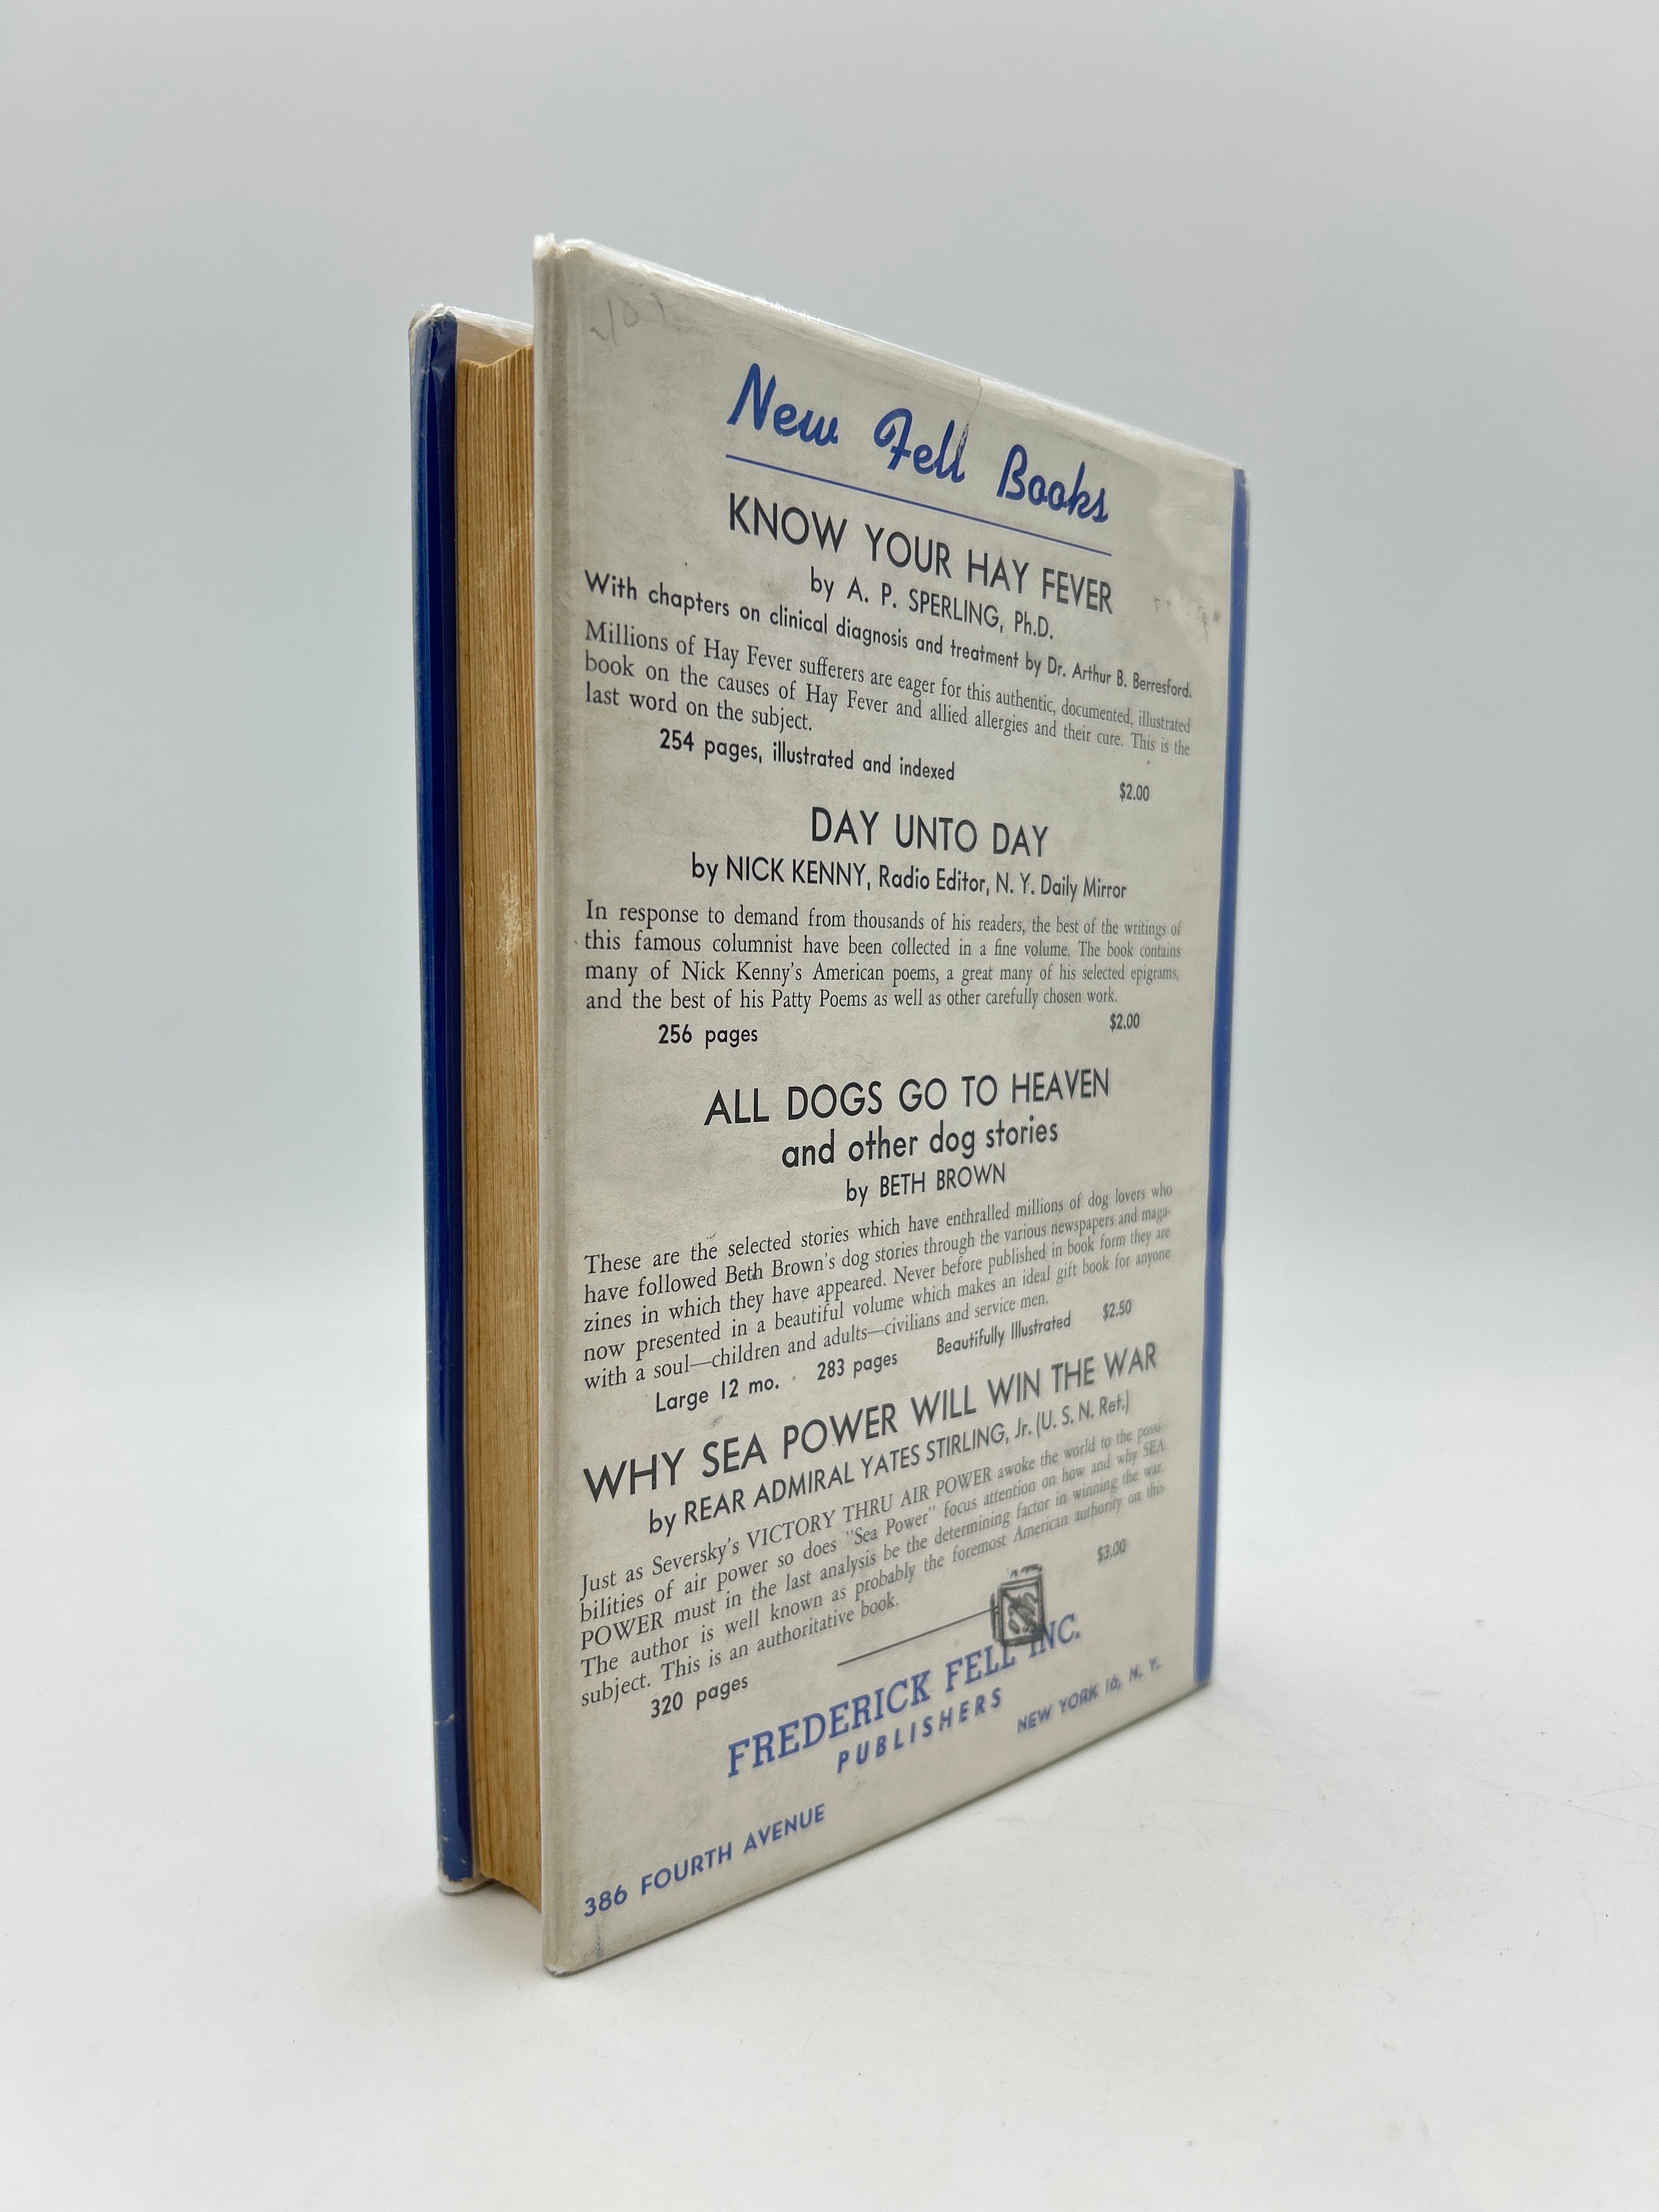 New Fell Books
KNOW YOUR HAY FEVER
by A. P. SPERLING, Ph.D.
With chapters on clinical diagnosis and treatment by Dr. Arthur B. Berresford.
Millions of Hay Fever sufferers are eager for this authentic, documented, illustrated
book on the causes of Hay Fever and allied allergies and their cure. This is the
last word on the subject.
254 pages, illustrated and indexed $2.00
DAY UNTO DAY
by NICK KENNY, Radio Editor, N. Y. Daily Mirror
In response to demand from thousands of his readers, the best of the writings of
this famous columnist have been collected in a fine volume. The book contains
many of Nick Kenny's American poems, a great many of his selected epigrams,
and the best of his Patty Poems as well as other carefully chosen work.
256 pages $2.00
ALL DOGS GO TO HEAVEN
and other dog stories
by BETH BROWN
These are the selected stories which have enthralled millions of dog lovers who
have followed Beth Brown's dog stories through the various newspapers and maga-
zines in which they have appeared. Never before published in book form they are
now presented in a beautiful volume which makes an ideal gift book for anyone
with a soul—children and adults—civilians and service men.
Large 12 mo. 283 pages Beautifully Illustrated $2.50
WHY SEA POWER WILL WIN THE WAR
by REAR ADMIRAL YATES STIRLING, Jr. (U. S. N. Ret.)
Just as Seversky's VICTORY THRU AIR POWER awoke the world to the possi-
bilities of air power so does "Sea Power" focus attention on how and why SEA
POWER must in the last analysis be the determining factor in winning the war.
The author is well known as probably the foremost American authority on this
subject. This is an authoritative book.
320 pages $3.00
FREDERICK FELL INC.
PUBLISHERS
386 FOURTH AVENUE NEW YORK 16, N. Y.